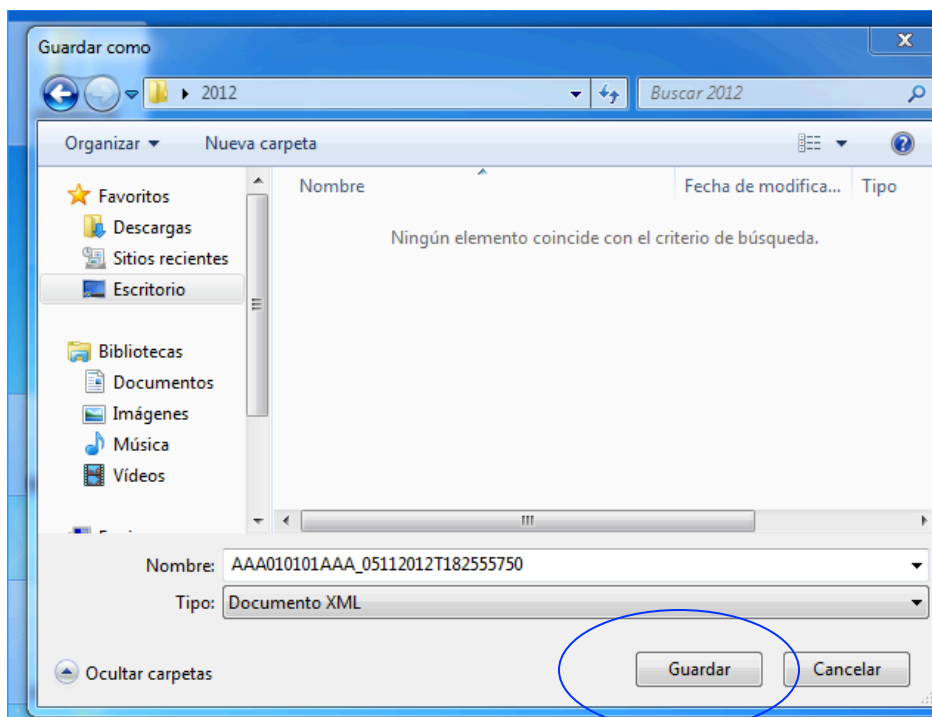 Guardar como
2012
Buscar 2012
Organizar
Nueva carpeta
Favoritos
Descargas
Sitios recientes
Escritorio
Bibliotecas
Documentos
Imágenes
Música
Vídeos
Nombre
Fecha de modifica...
Tipo
Ningún elemento coincide con el criterio de búsqueda.
Nombre: AAA010101AAA_05112012T182555750
Tipo: Documento XML
Ocultar carpetas
Guardar
Cancelar